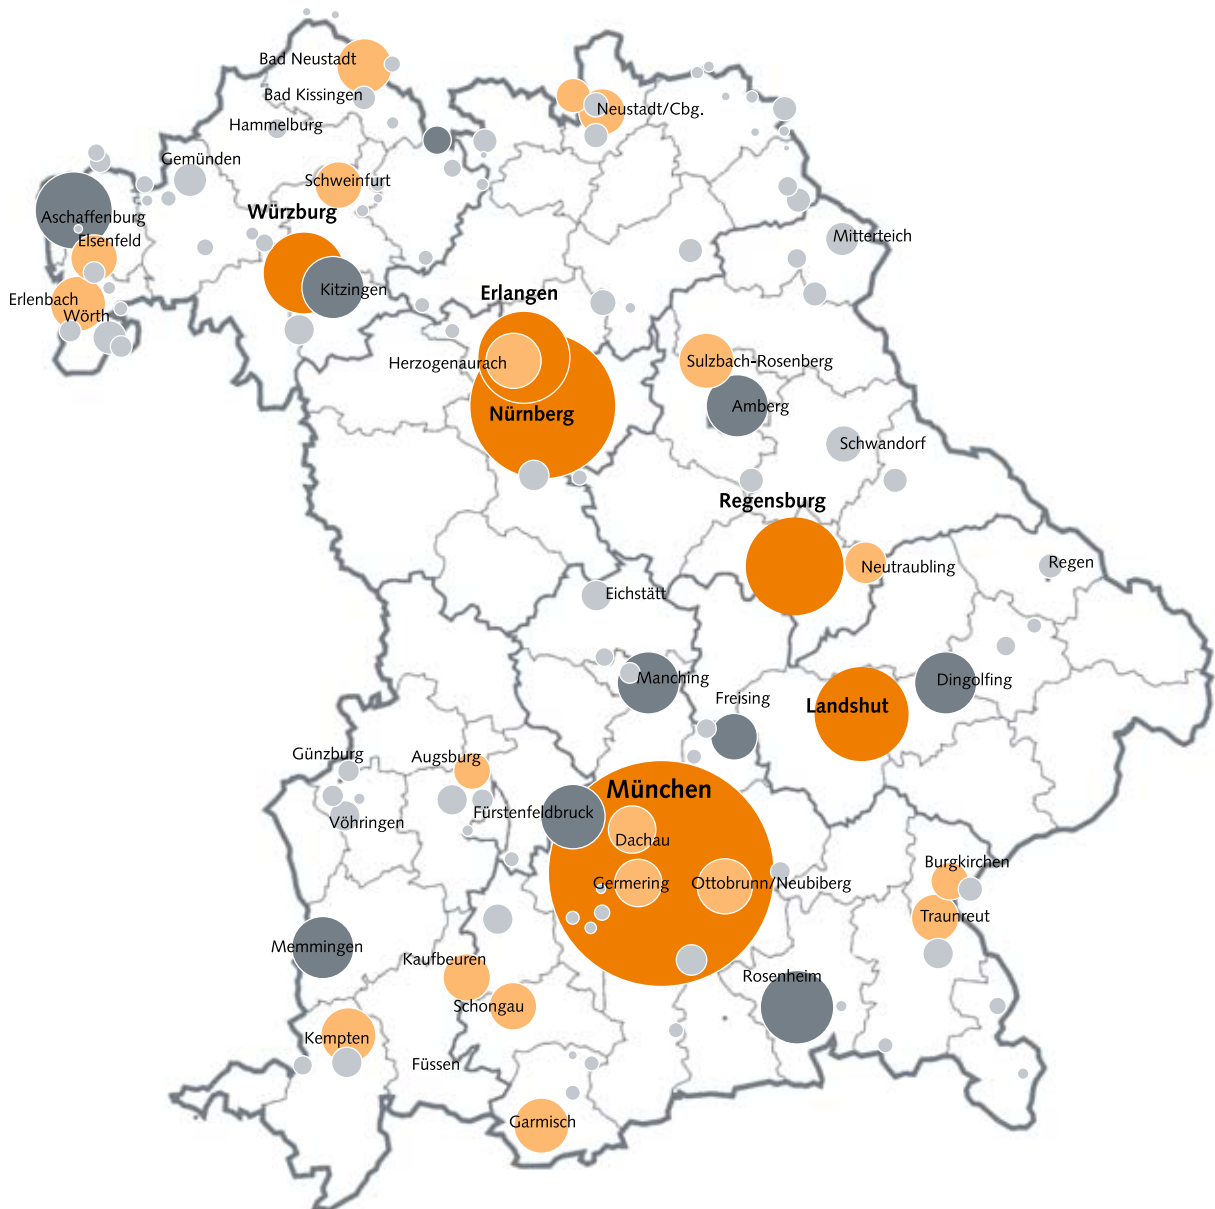 Bad Neustadt
Bad Kissingen
Neustadt/Cbg.
Hammelburg
Gemünden
Schweinfurt
Würzburg
Aschaffenburg
Elsenfeld
Mitterteich
Kitzingen
Erlangen
Erlenbach
Wörth
Herzogenaurach
Sulzbach-Rosenberg
Nürnberg
Amberg
Schwandorf
Regensburg
Neutraubling
Regen
Eichstätt
Manching
Dingolfing
Freising
Landshut
Günzburg
Augsburg
München
Fürstenfeldbruck
Vöhringen
Dachau
Burgkirchen
Germering
Ottobrunn/Neubiberg
Traunreut
Memmingen
Kaufbeuren
Rosenheim
Schongau
Kempten
Füssen
Garmisch